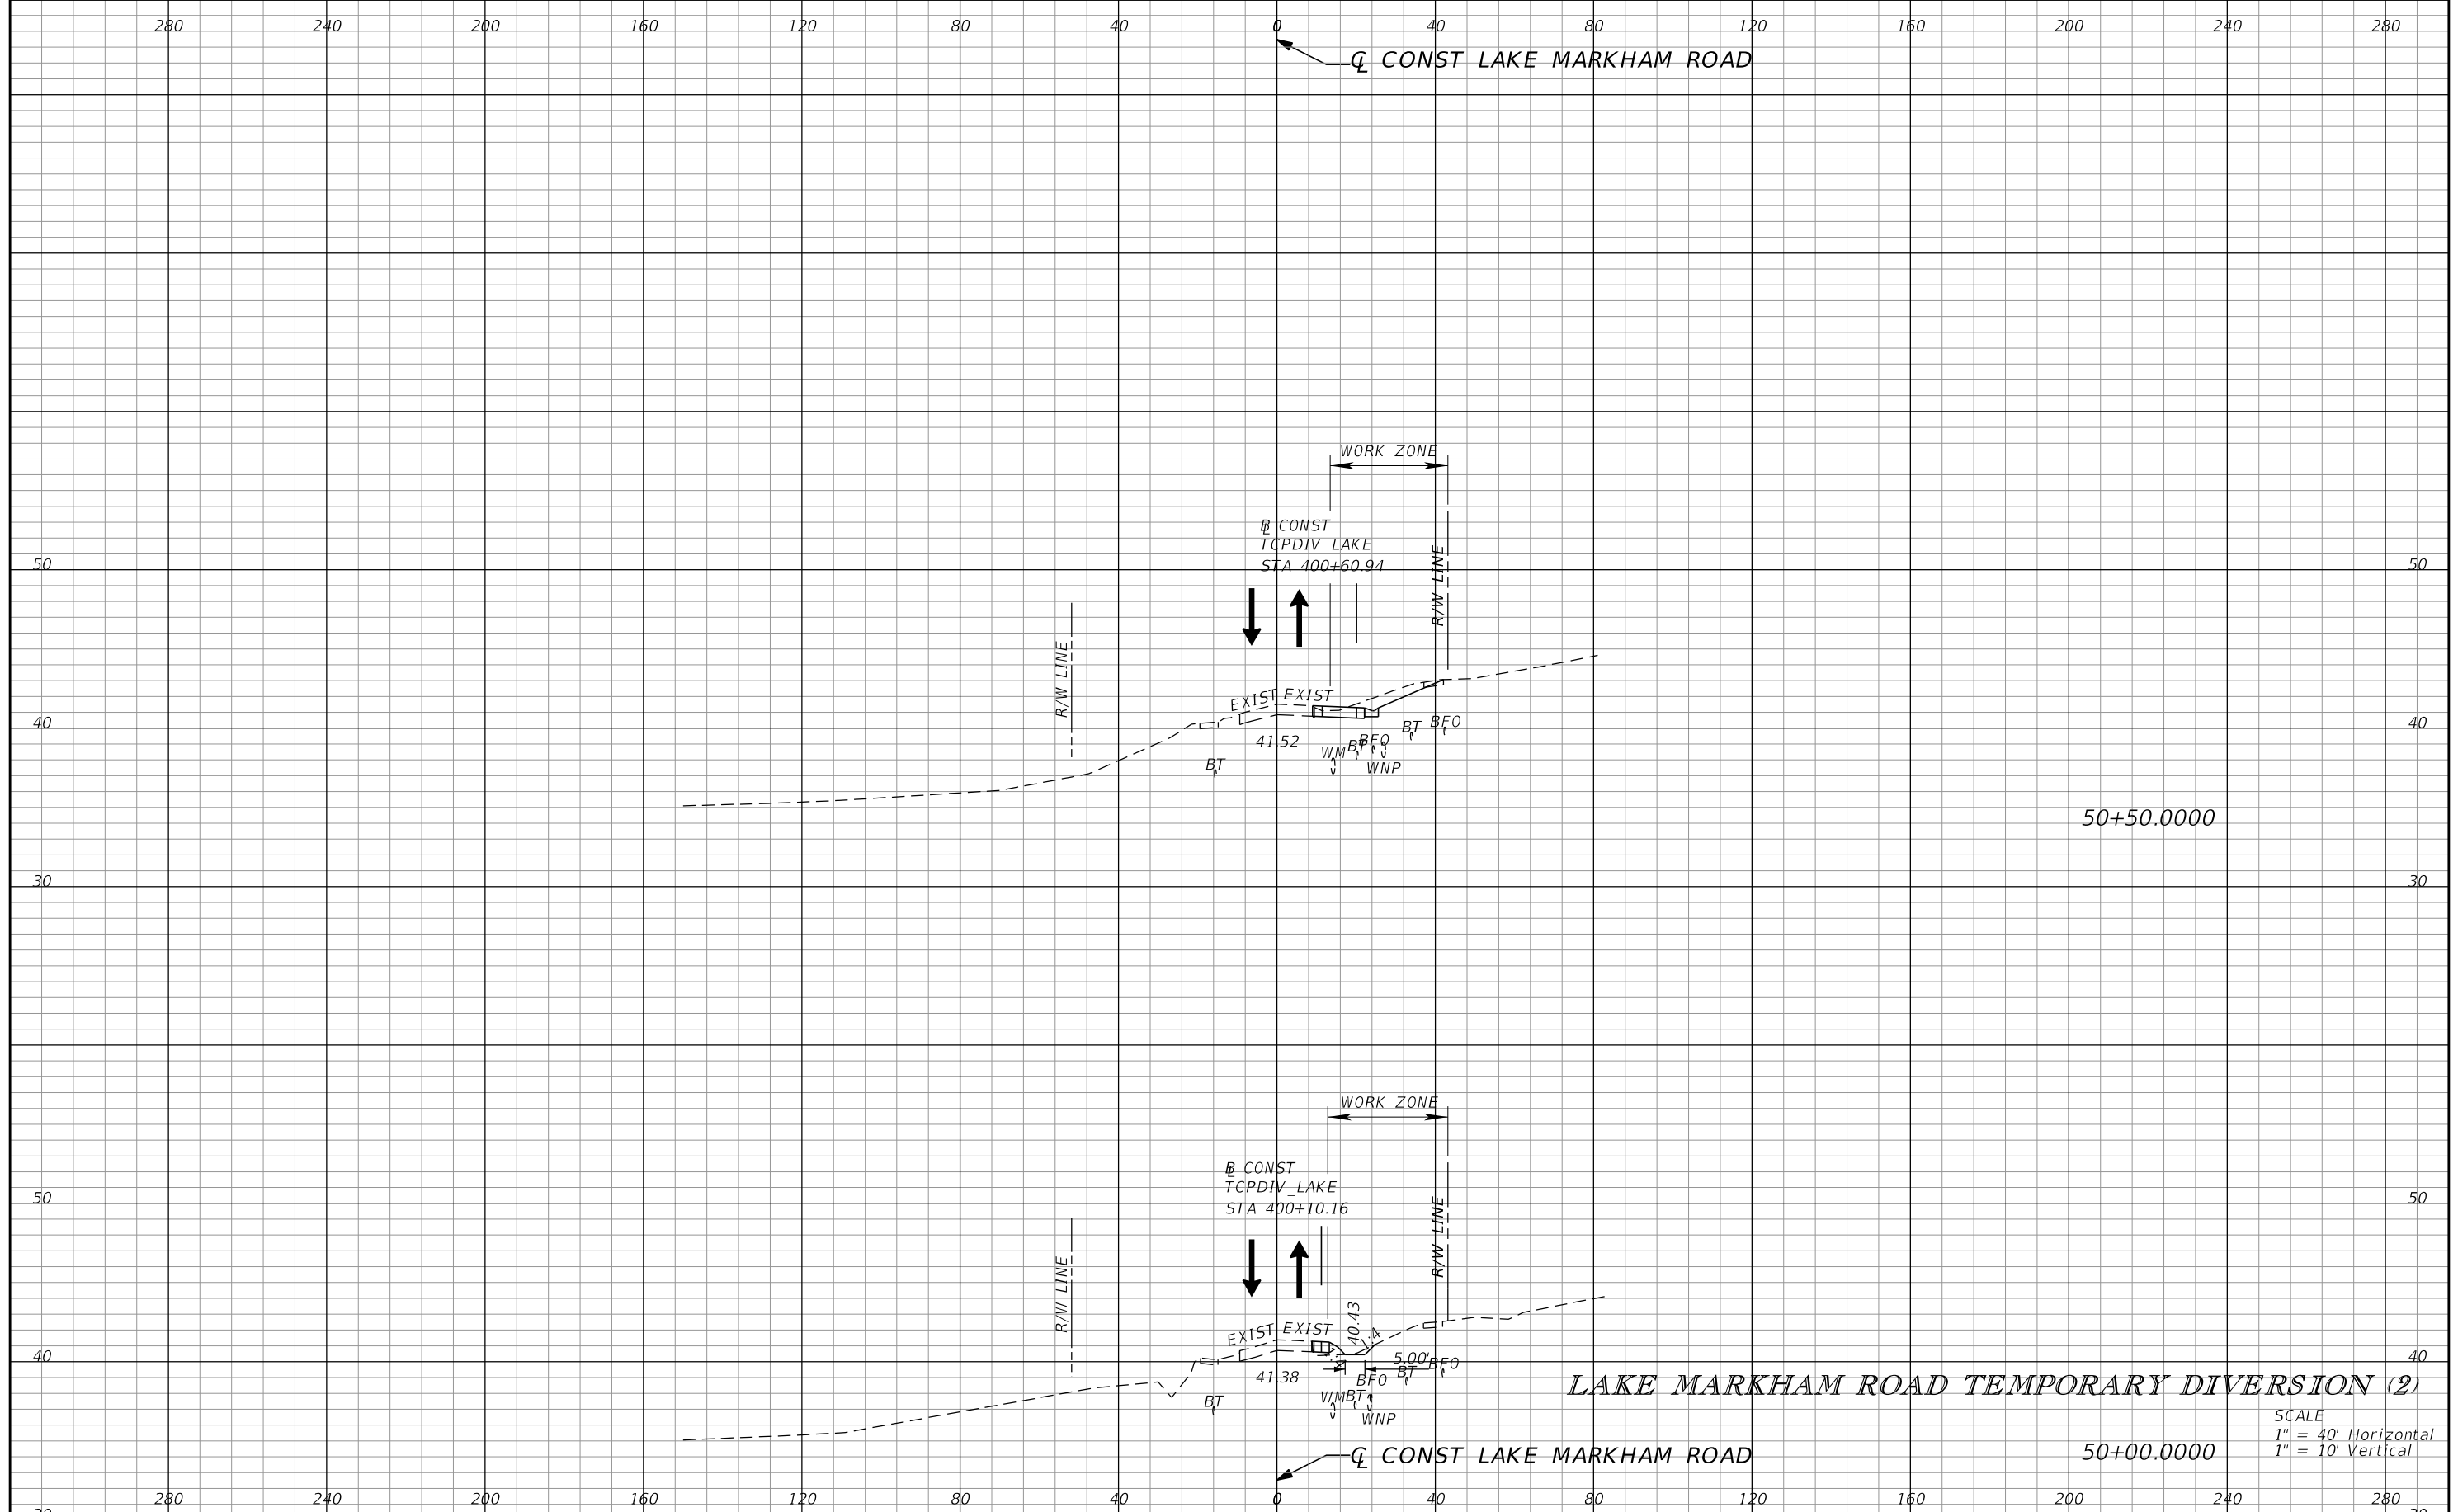 280 240 200 160 120 80 40 0 40 80 120 160 200 240 280
℄ CONST LAKE MARKHAM ROAD
WORK ZONE
BL CONST
TCPDIV_LAKE
STA 400+60.94
50 50
R/W LINE
R/W LINE
EXIST EXIST
40 40
41.52
BT
WM
BT
BFO
WNP
BT
BFO
50+50.0000
30 30
WORK ZONE
BL CONST
TCPDIV_LAKE
STA 400+10.16
50 50
R/W LINE
R/W LINE
EXIST EXIST
40.43
1:4
5.00'
40 40
41.38
BT
WM
BT
BFO
WNP
BT
BFO
LAKE MARKHAM ROAD TEMPORARY DIVERSION (2)
SCALE
1" = 40' Horizontal
1" = 10' Vertical
50+00.0000
℄ CONST LAKE MARKHAM ROAD
280 240 200 160 120 80 40 0 40 80 120 160 200 240 280